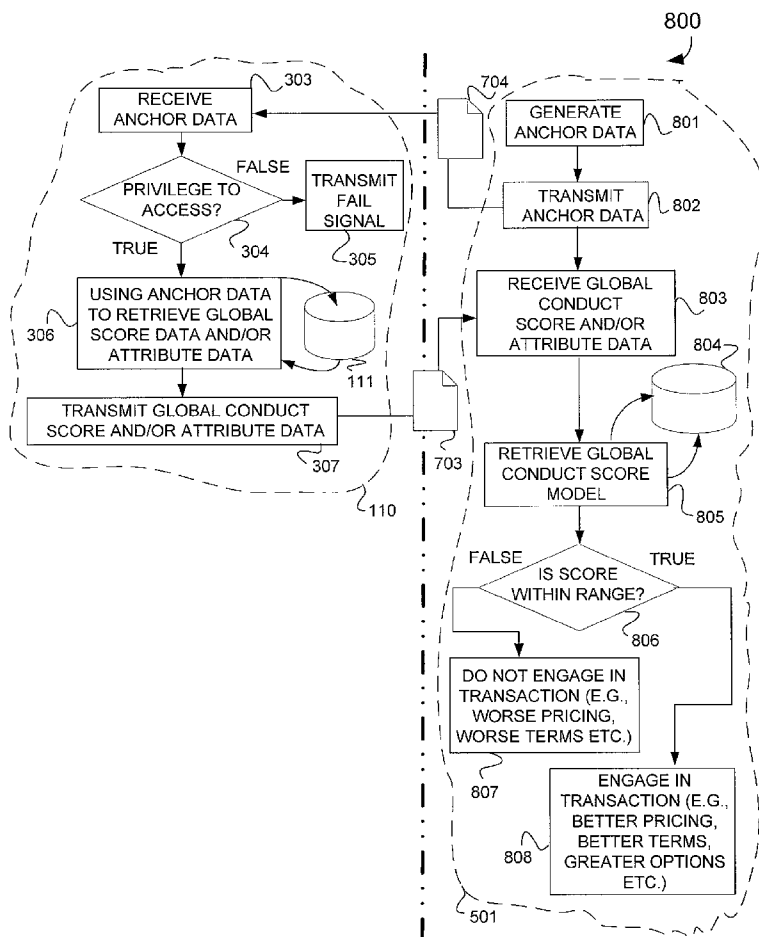 800
303
RECEIVE
ANCHOR DATA
704
GENERATE
ANCHOR DATA
801
FALSE
PRIVILEGE TO
ACCESS?
304
TRANSMIT
FAIL
SIGNAL
305
TRANSMIT
ANCHOR DATA
802
TRUE
USING ANCHOR DATA
TO RETRIEVE GLOBAL
SCORE DATA AND/OR
ATTRIBUTE DATA
306
111
RECEIVE GLOBAL
CONDUCT
SCORE AND/OR
ATTRIBUTE DATA
803
804
TRANSMIT GLOBAL CONDUCT
SCORE AND/OR ATTRIBUTE DATA
307
703
110
RETRIEVE GLOBAL
CONDUCT SCORE
MODEL
805
FALSE
TRUE
IS SCORE
WITHIN RANGE?
806
DO NOT ENGAGE IN
TRANSACTION (E.G.,
WORSE PRICING,
WORSE TERMS ETC.)
807
ENGAGE IN
TRANSACTION (E.G.,
BETTER PRICING,
BETTER TERMS,
GREATER OPTIONS
ETC.)
808
501